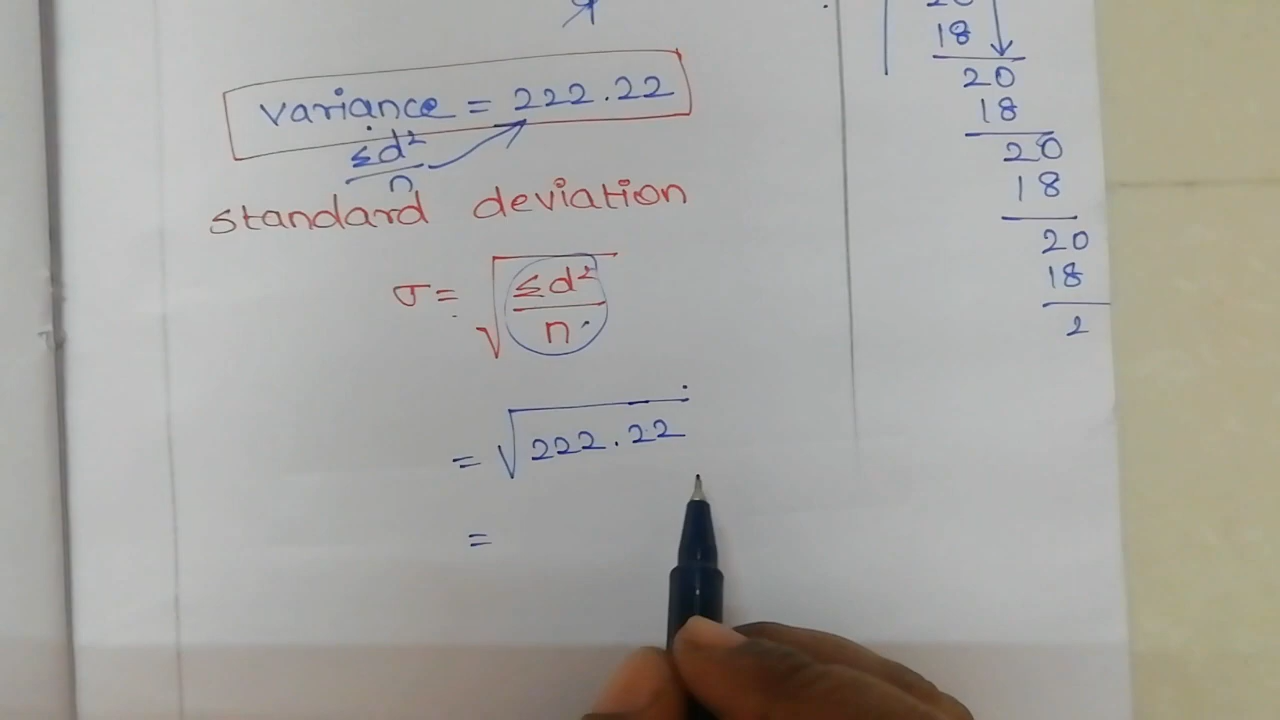 variance = 222.22
Σd²
n
standard deviation
σ = √Σd²
n
= √222.22
=
18
20
18
20
18
20
18
2